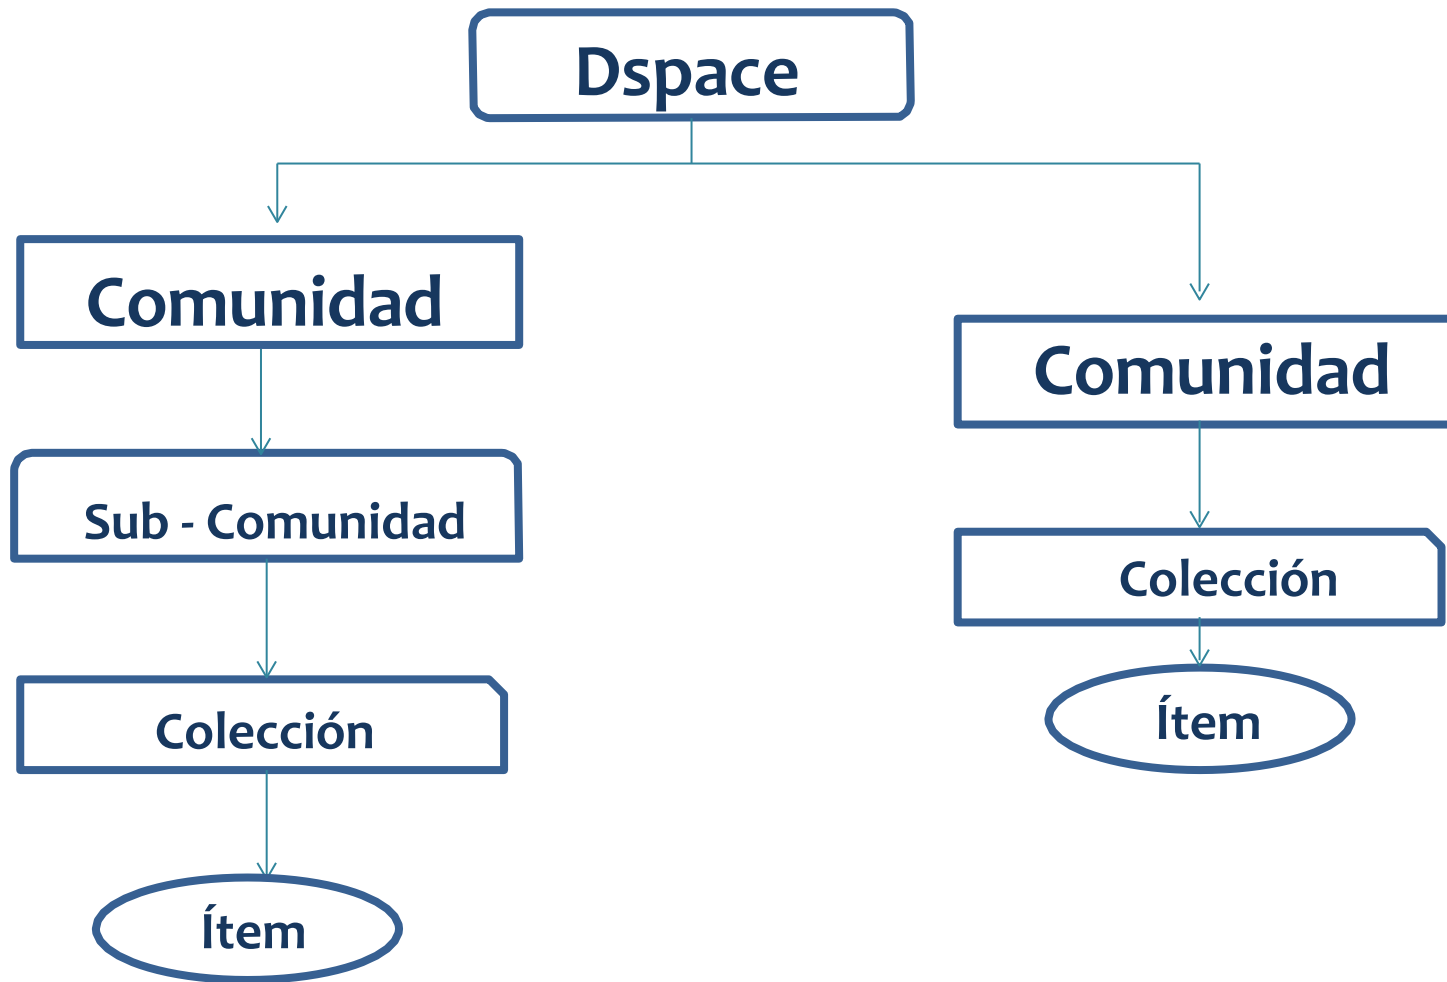 Dspace
Comunidad
Comunidad
Sub - Comunidad
Colección
Colección
Ítem
Ítem